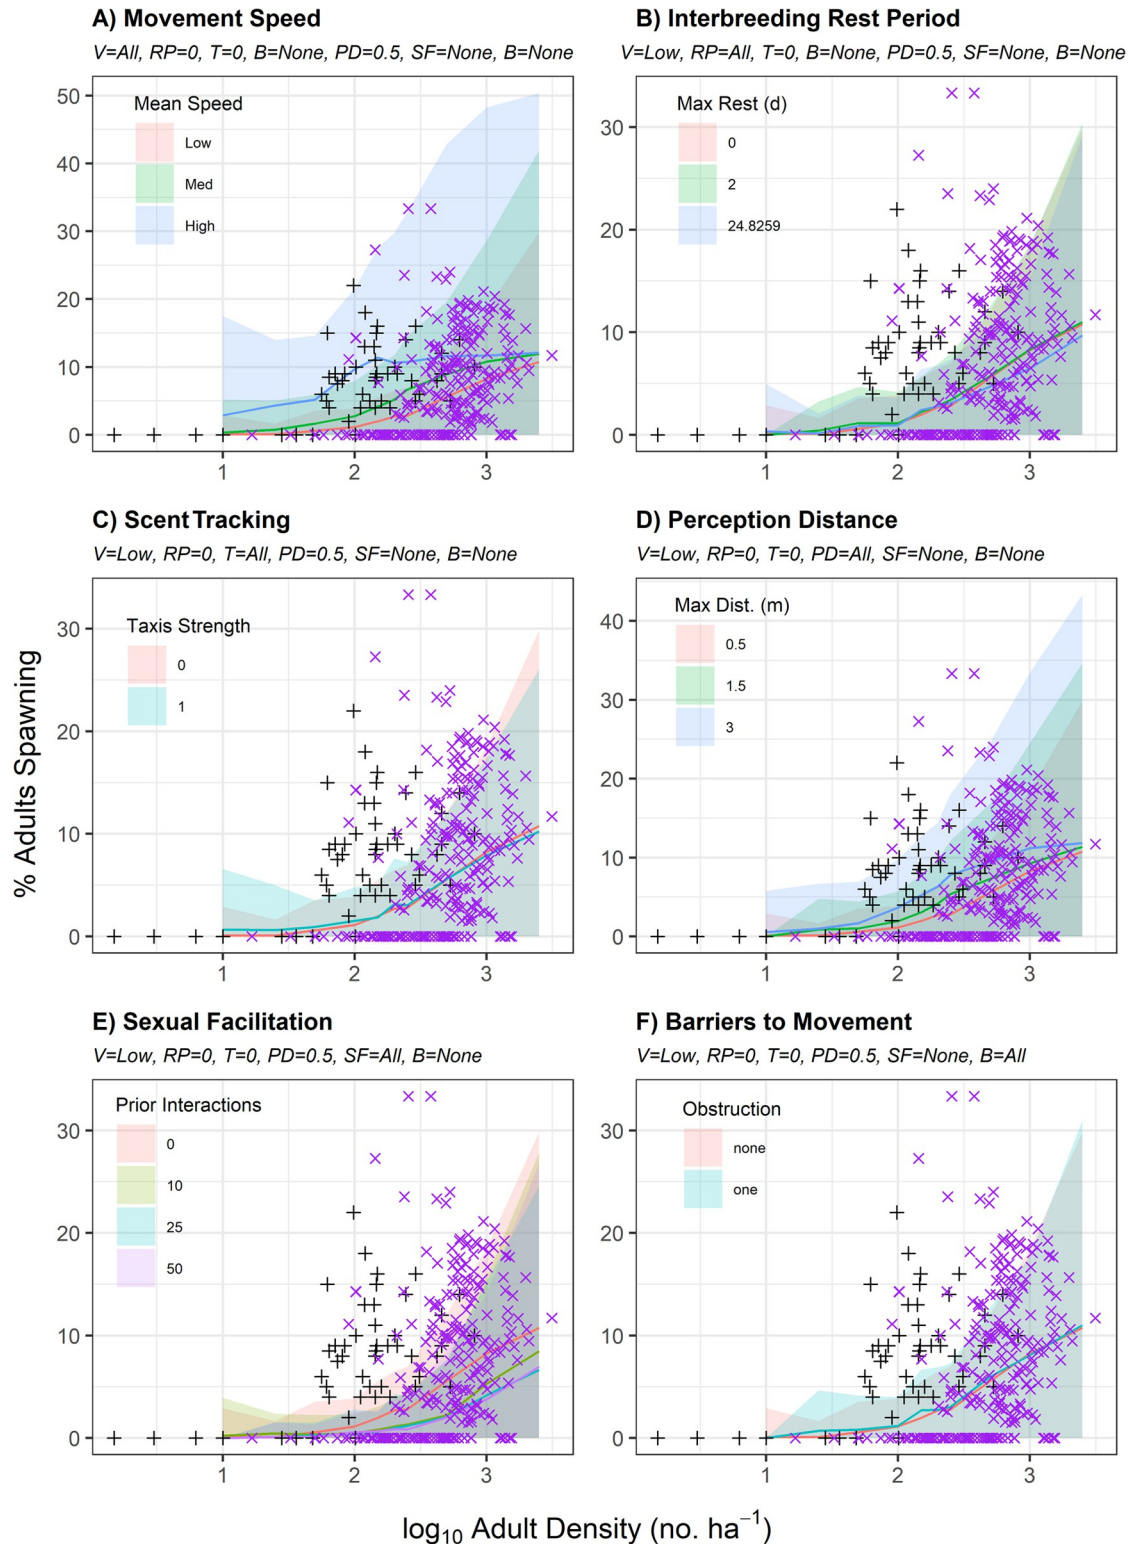 A) Movement Speed
V=All, RP=0, T=0, B=None, PD=0.5, SF=None, B=None
Mean Speed
Low
Med
High
50
40
30
20
10
0
1 2 3
B) Interbreeding Rest Period
V=Low, RP=All, T=0, B=None, PD=0.5, SF=None, B=None
Max Rest (d)
0
2
24.8259
30
20
10
0
1 2 3
C) Scent Tracking
V=Low, RP=0, T=All, PD=0.5, SF=None, B=None
Taxis Strength
0
1
30
20
10
0
1 2 3
D) Perception Distance
V=Low, RP=0, T=0, PD=All, SF=None, B=None
Max Dist. (m)
0.5
1.5
3
40
30
20
10
0
1 2 3
E) Sexual Facilitation
V=Low, RP=0, T=0, PD=0.5, SF=All, B=None
Prior Interactions
0
10
25
50
30
20
10
0
1 2 3
F) Barriers to Movement
V=Low, RP=0, T=0, PD=0.5, SF=None, B=All
Obstruction
none
one
30
20
10
0
1 2 3
% Adults Spawning
log₁₀ Adult Density (no. ha⁻¹)